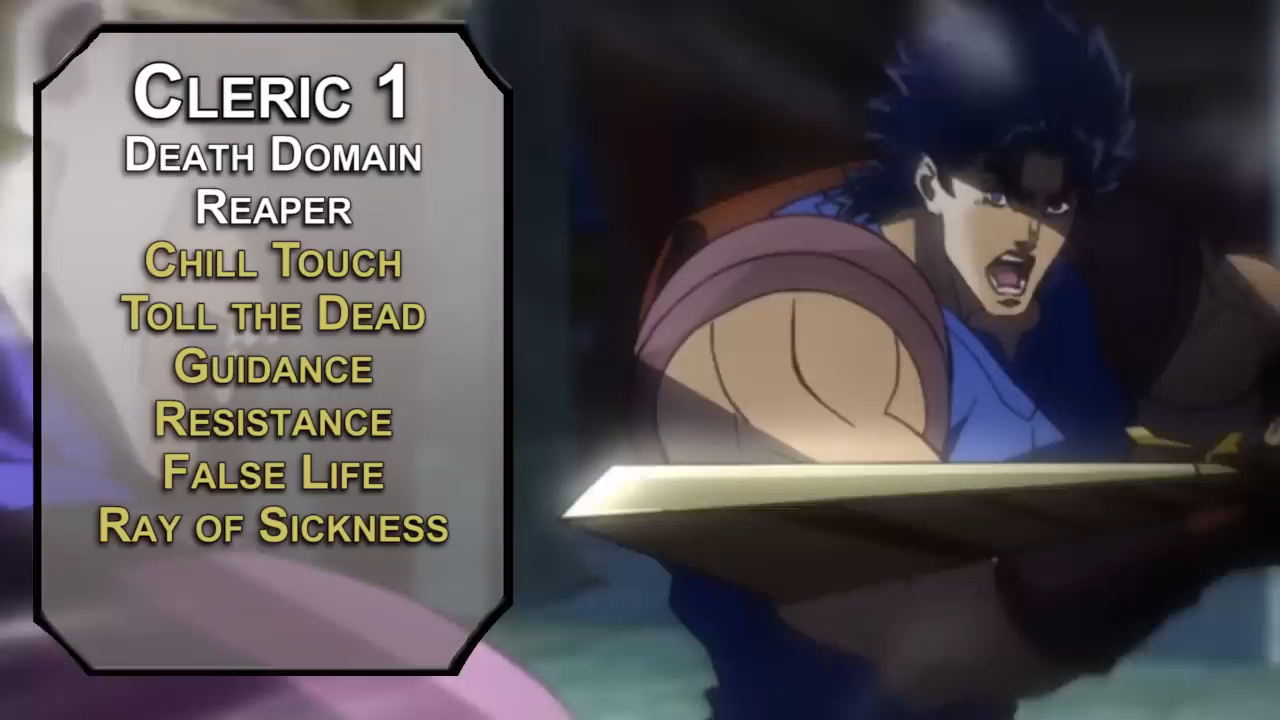 Cleric 1
Death Domain
Reaper
Chill Touch
Toll the Dead
Guidance
Resistance
False Life
Ray of Sickness